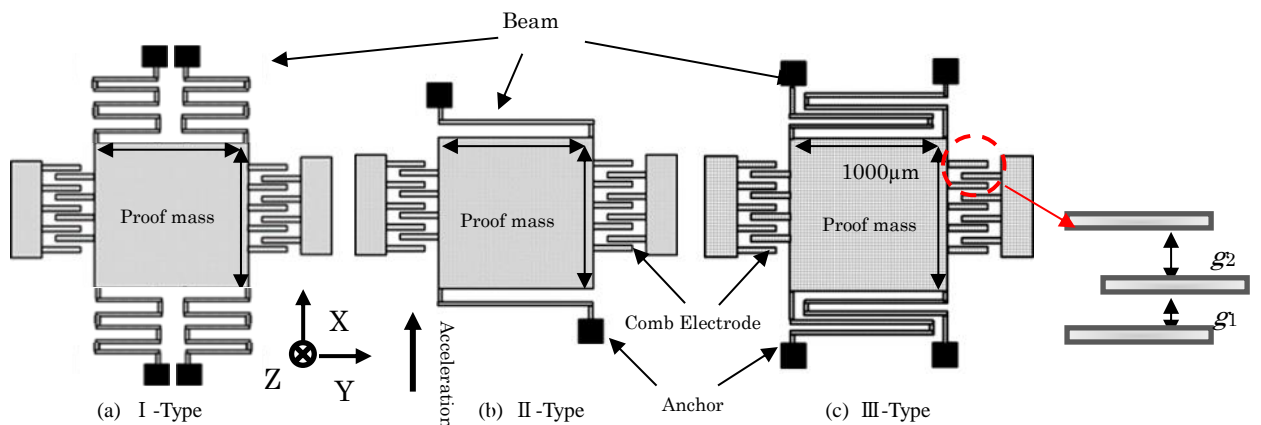 Beam
1000μm
Proof mass
Proof mass
Proof mass
g2
g1
Comb Electrode
X
Z
Y
Acceleration
Anchor
(a) Ⅰ-Type
(b) Ⅱ-Type
(c) Ⅲ-Type